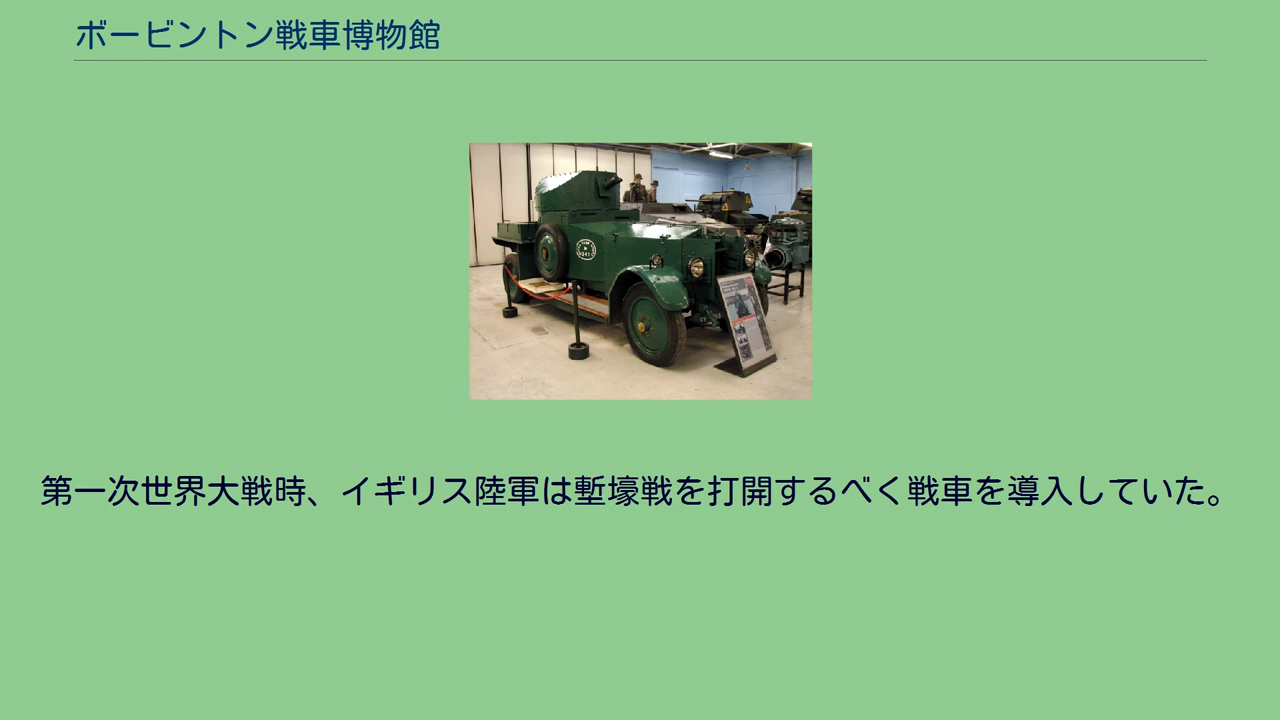 ボービントン戦車博物館
第一次世界大戦時、イギリス陸軍は塹壕戦を打開するべく戦車を導入していた。